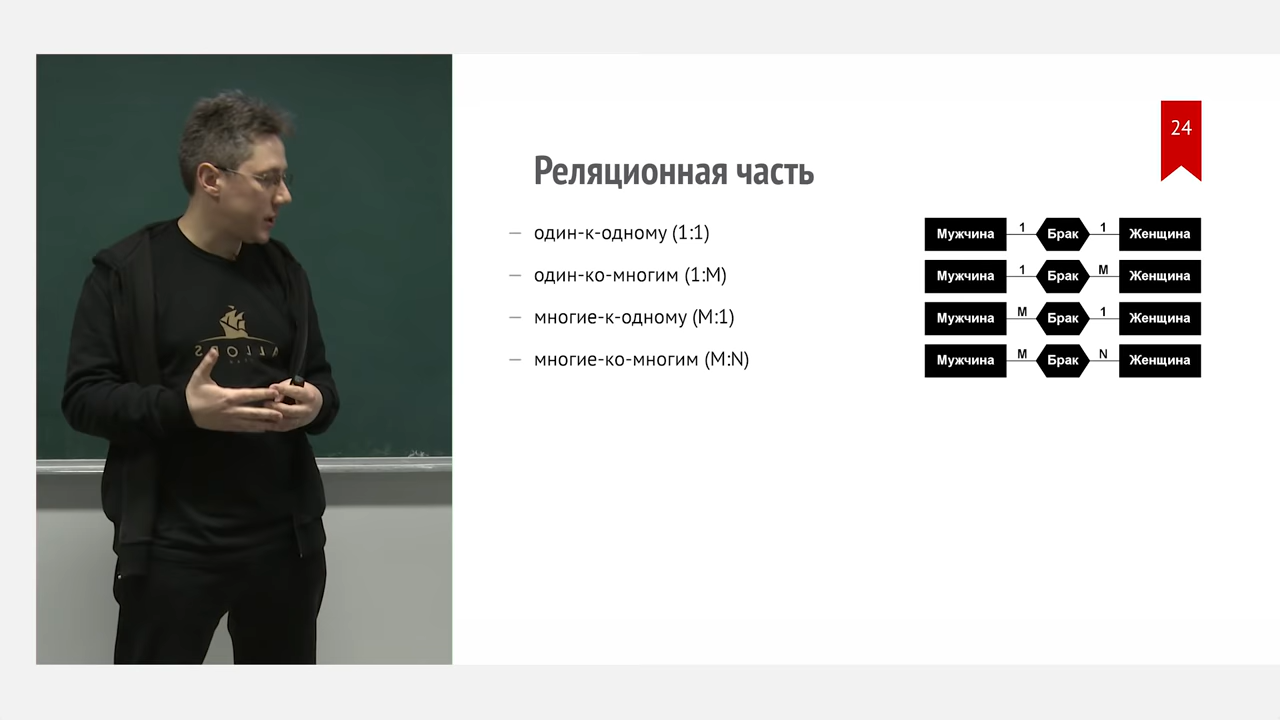 24
Реляционная часть
– один-к-одному (1:1)
– один-ко-многим (1:M)
– многие-к-одному (M:1)
– многие-ко-многим (M:N)
Мужчина 1 Брак 1 Женщина
Мужчина 1 Брак M Женщина
Мужчина M Брак 1 Женщина
Мужчина M Брак N Женщина